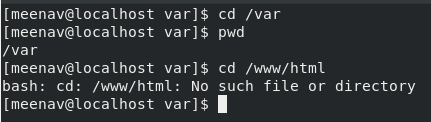 [meenav@localhost var]$ cd /var
[meenav@localhost var]$ pwd
/var
[meenav@localhost var]$ cd /www/html
bash: cd: /www/html: No such file or directory
[meenav@localhost var]$